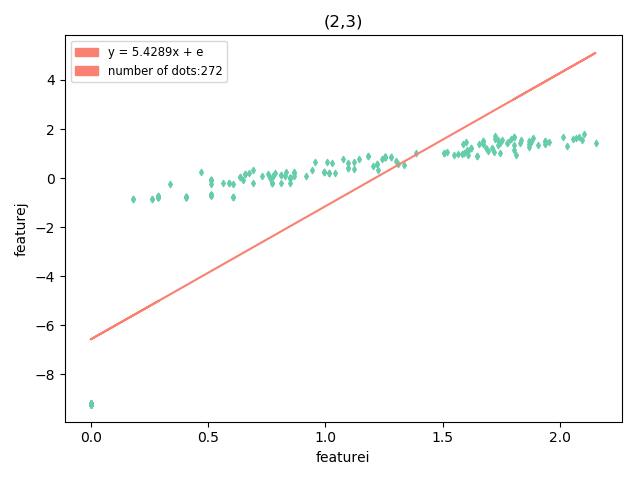 (2,3)
y = 5.4289x + e
number of dots:272
4
2
0
−2
−4
−6
−8
featurej
0.0 0.5 1.0 1.5 2.0
featurei